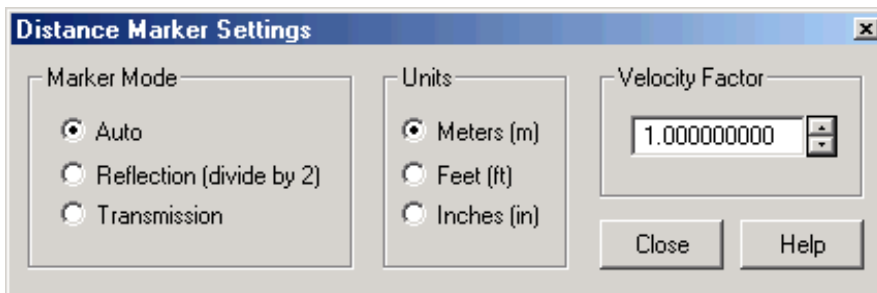 Distance Marker Settings
Marker Mode
Auto
Reflection (divide by 2)
Transmission
Units
Meters (m)
Feet (ft)
Inches (in)
Velocity Factor
1.000000000
Close
Help